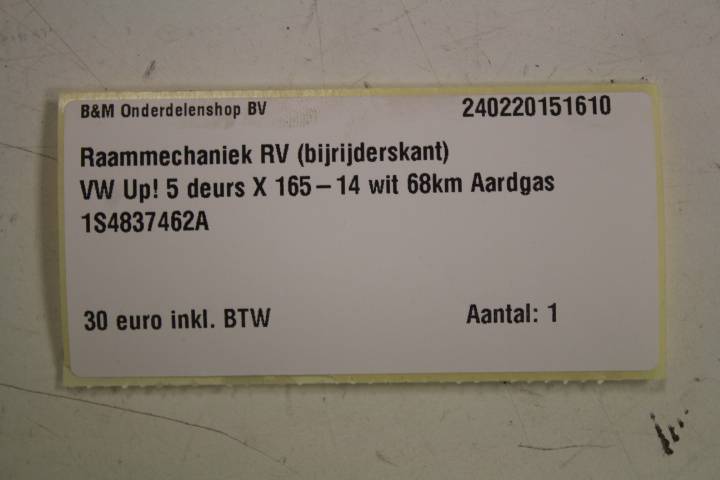 B&M Onderdelenshop BV 240220151610
Raammechaniek RV (bijrijderskant)
VW Up! 5 deurs X 165-14 wit 68km Aardgas
1S4837462A
30 euro inkl. BTW Aantal: 1